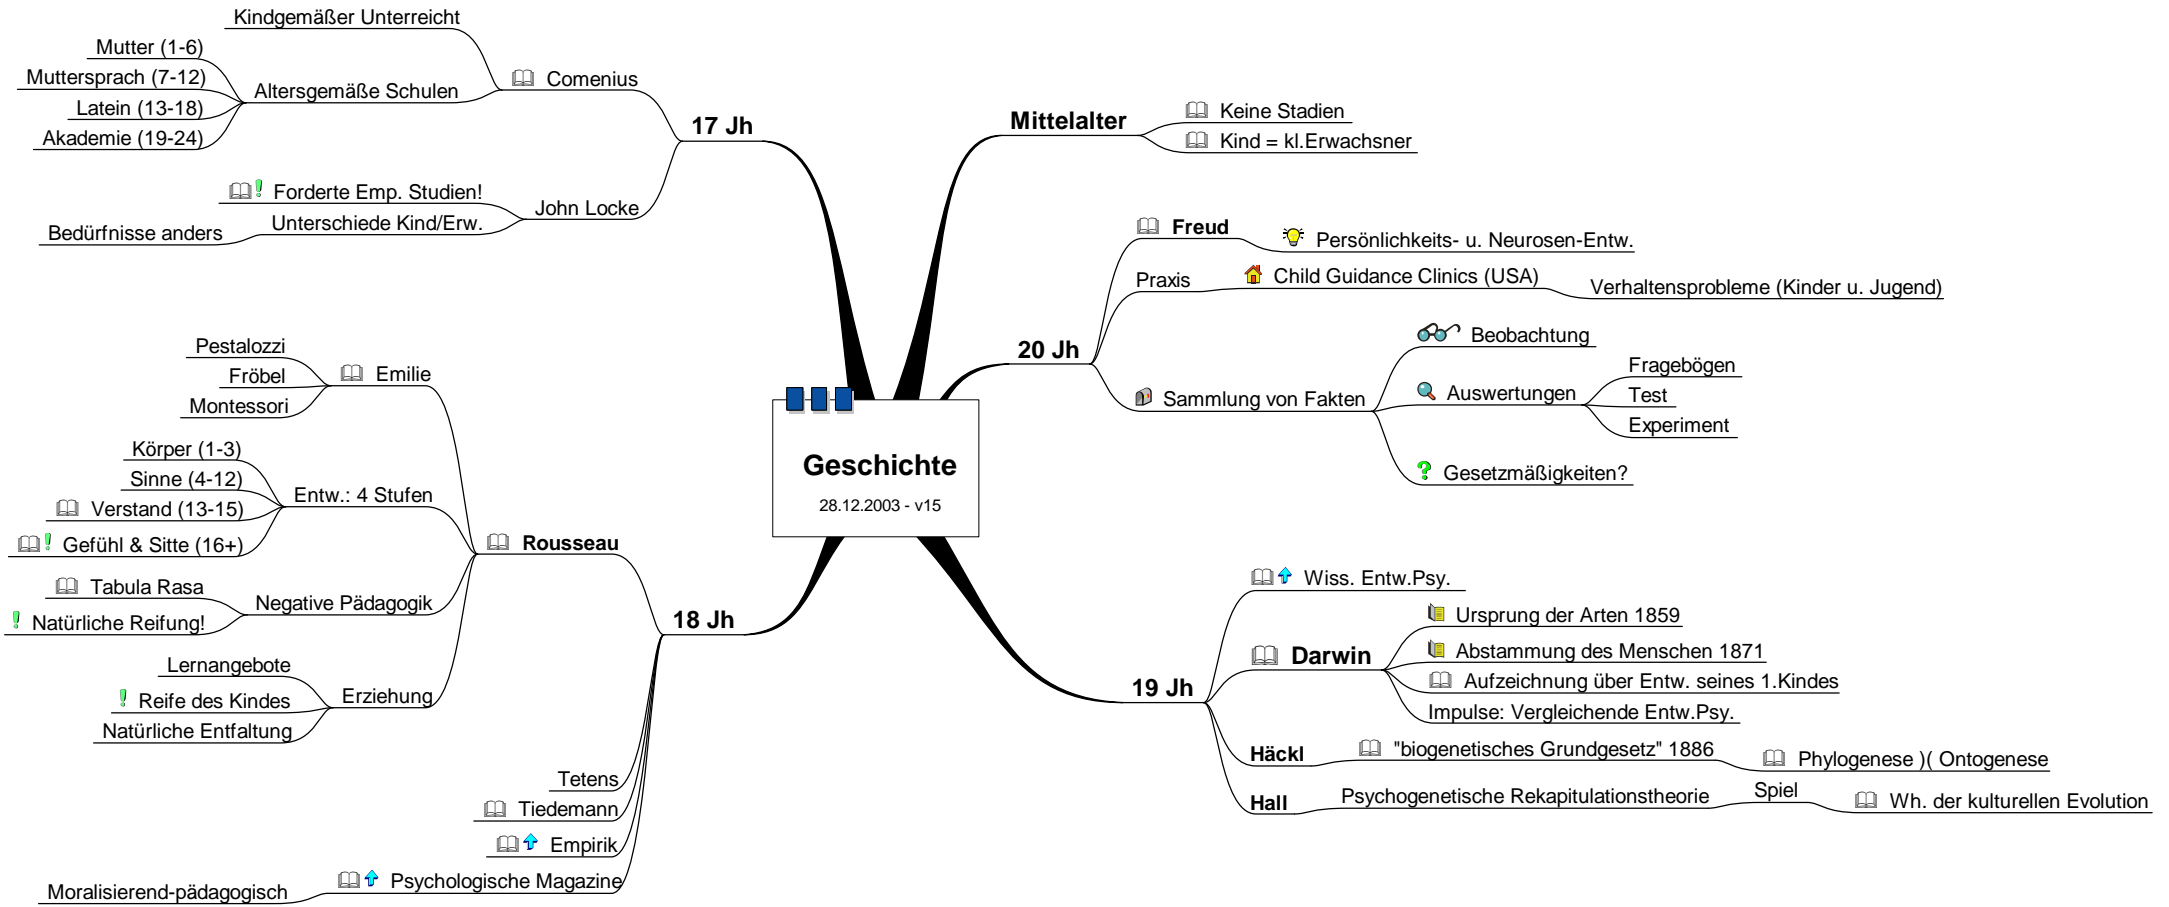 Geschichte
28.12.2003 - v15
Mittelalter
Keine Stadien
Kind = kl.Erwachsner
17 Jh
Comenius
Kindgemäßer Unterreicht
Altersgemäße Schulen
Mutter (1-6)
Muttersprach (7-12)
Latein (13-18)
Akademie (19-24)
John Locke
Forderte Emp. Studien!
Unterschiede Kind/Erw.
Bedürfnisse anders
18 Jh
Rousseau
Emilie
Pestalozzi
Fröbel
Montessori
Entw.: 4 Stufen
Körper (1-3)
Sinne (4-12)
Verstand (13-15)
Gefühl & Sitte (16+)
Negative Pädagogik
Tabula Rasa
Natürliche Reifung!
Erziehung
Lernangebote
Reife des Kindes
Natürliche Entfaltung
Tetens
Tiedemann
Empirik
Psychologische Magazine
Moralisierend-pädagogisch
19 Jh
Wiss. Entw.Psy.
Darwin
Ursprung der Arten 1859
Abstammung des Menschen 1871
Aufzeichnung über Entw. seines 1.Kindes
Impulse: Vergleichende Entw.Psy.
Häckl
"biogenetisches Grundgesetz" 1886
Phylogenese )( Ontogenese
Hall
Psychogenetische Rekapitulationstheorie
Spiel
Wh. der kulturellen Evolution
20 Jh
Freud
Persönlichkeits- u. Neurosen-Entw.
Praxis
Child Guidance Clinics (USA)
Verhaltensprobleme (Kinder u. Jugend)
Sammlung von Fakten
Beobachtung
Auswertungen
Fragebögen
Test
Experiment
Gesetzmäßigkeiten?